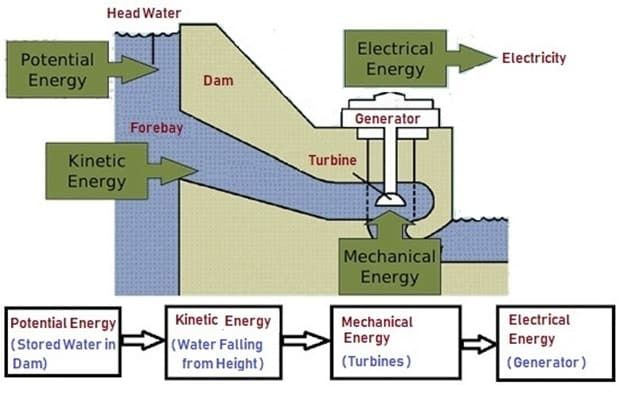 Head Water
Potential
Energy
Electrical
Energy
Electricity
Dam
Generator
Forebay
Turbine
Kinetic
Energy
Mechanical
Energy
Potential Energy
(Stored Water in
Dam)
Kinetic Energy
(Water Falling
from Height)
Mechanical
Energy
(Turbines)
Electrical
Energy
(Generator)